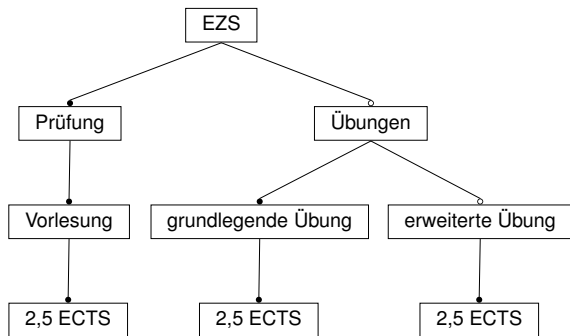 EZS
Prüfung
Übungen
Vorlesung
grundlegende Übung
erweiterte Übung
2,5 ECTS
2,5 ECTS
2,5 ECTS